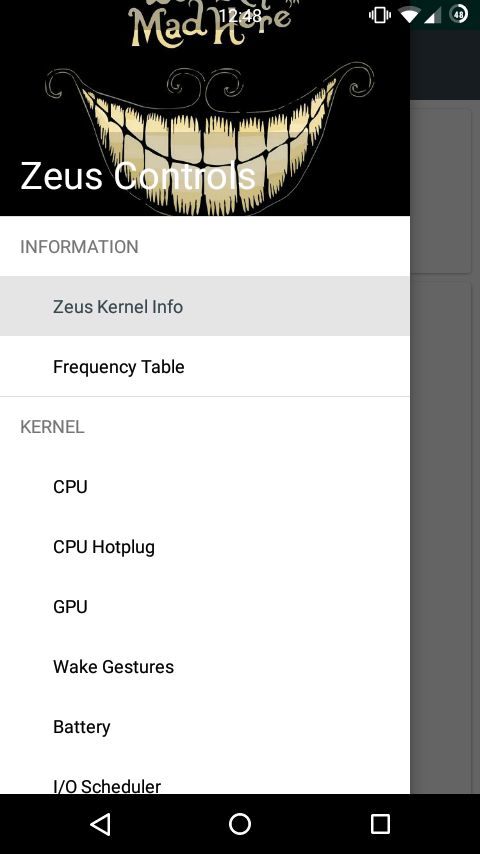 Mad Here
12:48
48
Zeus Controls
INFORMATION
Zeus Kernel Info
Frequency Table
KERNEL
CPU
CPU Hotplug
GPU
Wake Gestures
Battery
I/O Scheduler